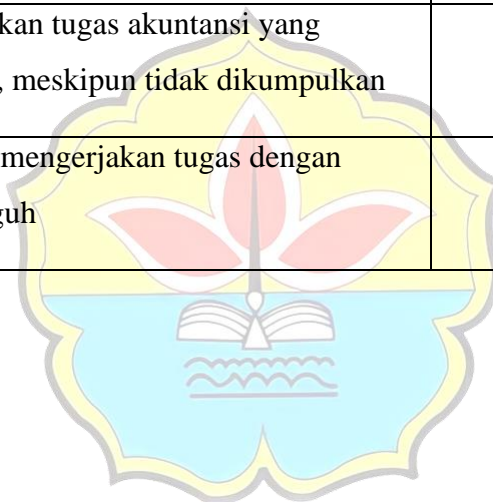 kan tugas akuntansi yang
, meskipun tidak dikumpulkan
mengerjakan tugas dengan
guh